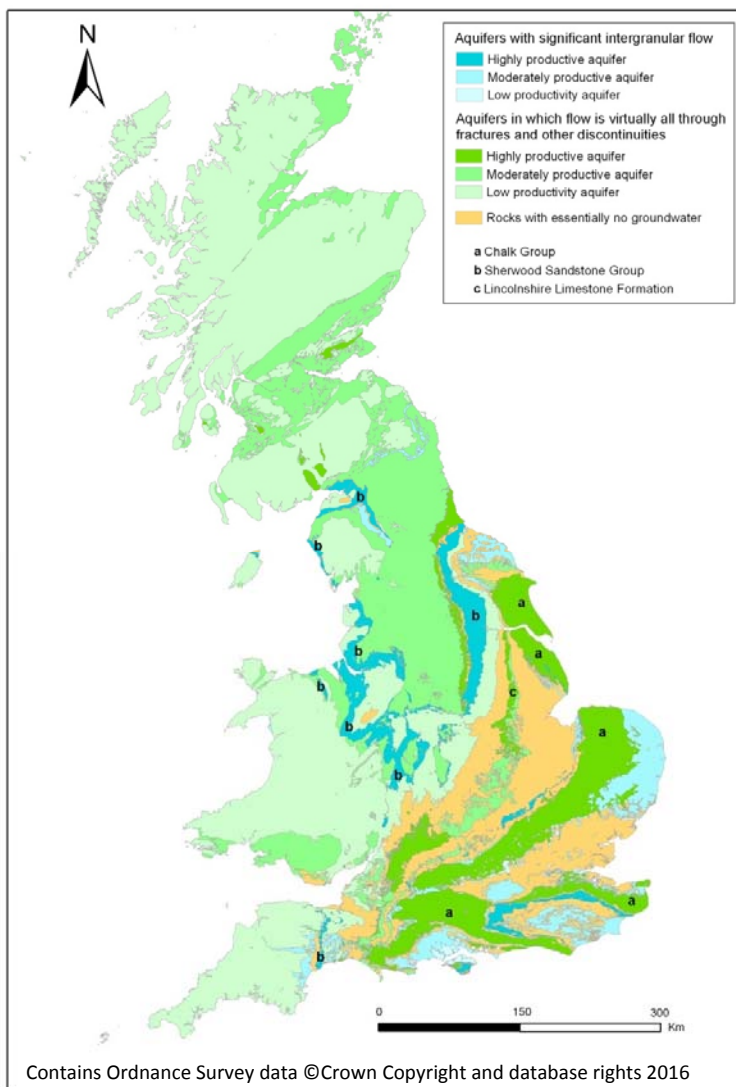 N
Aquifers with significant intergranular flow
Highly productive aquifer
Moderately productive aquifer
Low productivity aquifer
Aquifers in which flow is virtually all through
fractures and other discontinuities
Highly productive aquifer
Moderately productive aquifer
Low productivity aquifer
Rocks with essentially no groundwater
a Chalk Group
b Sherwood Sandstone Group
c Lincolnshire Limestone Formation
b
b
a
b
b
a
b
c
a
b
b
a
a
b
0 150 300
Km
Contains Ordnance Survey data ©Crown Copyright and database rights 2016